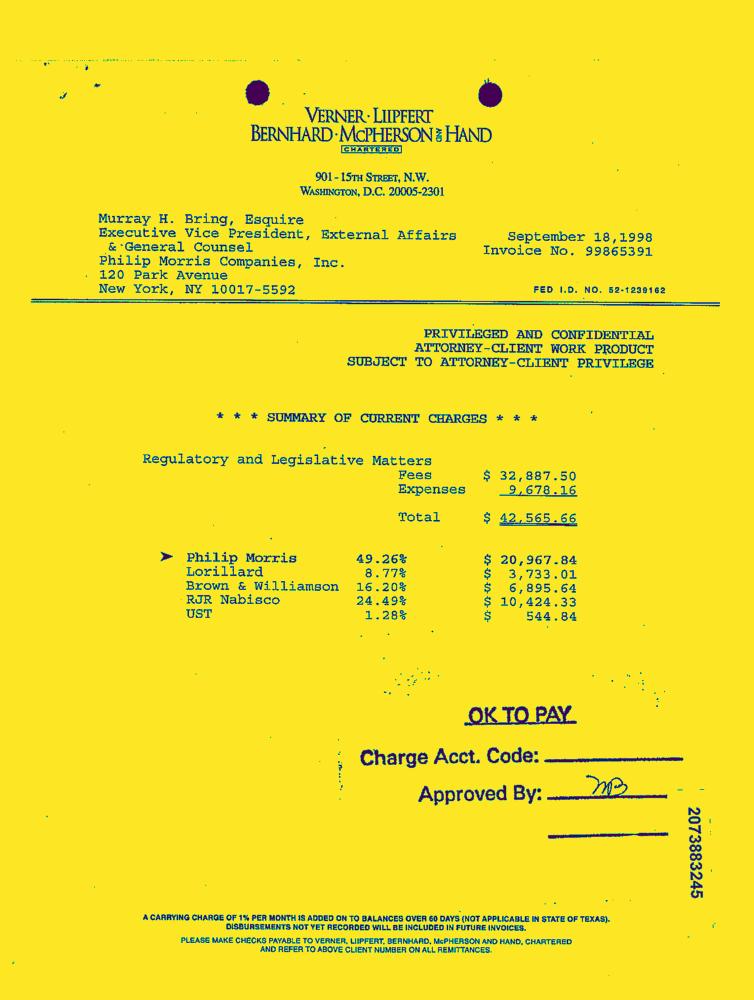 VERNER·LIIPFERT
BERNHARD·MCPHERSON AND HAND
CHARTERED
901 - 15TH STREET, N.W.
WASHINGTON, D.C. 20005-2301
Murray H. Bring, Esquire
Executive Vice President, External Affairs
& General Counsel
Philip Morris Companies, Inc.
120 Park Avenue
New York, NY 10017-5592
September 18,1998
Invoice No. 99865391
FED I.D. NO. 52-1239162
PRIVILEGED AND CONFIDENTIAL
ATTORNEY-CLIENT WORK PRODUCT
SUBJECT TO ATTORNEY-CLIENT PRIVILEGE
* * * SUMMARY OF CURRENT CHARGES * * *
Regulatory and Legislative Matters
Fees $ 32,887.50
Expenses 9,678.16
Total $ 42,565.66
➤ Philip Morris 49.26% $ 20,967.84
Lorillard 8.77% $ 3,733.01
Brown & Williamson 16.20% $ 6,895.64
RJR Nabisco 24.49% $ 10,424.33
UST 1.28% $ 544.84
OK TO PAY
Charge Acct. Code:
Approved By: MB
2073883245
A CARRYING CHARGE OF 1% PER MONTH IS ADDED ON TO BALANCES OVER 60 DAYS (NOT APPLICABLE IN STATE OF TEXAS).
DISBURSEMENTS NOT YET RECORDED WILL BE INCLUDED IN FUTURE INVOICES.
PLEASE MAKE CHECKS PAYABLE TO VERNER, LIIPFERT, BERNHARD, McPHERSON AND HAND, CHARTERED
AND REFER TO ABOVE CLIENT NUMBER ON ALL REMITTANCES.